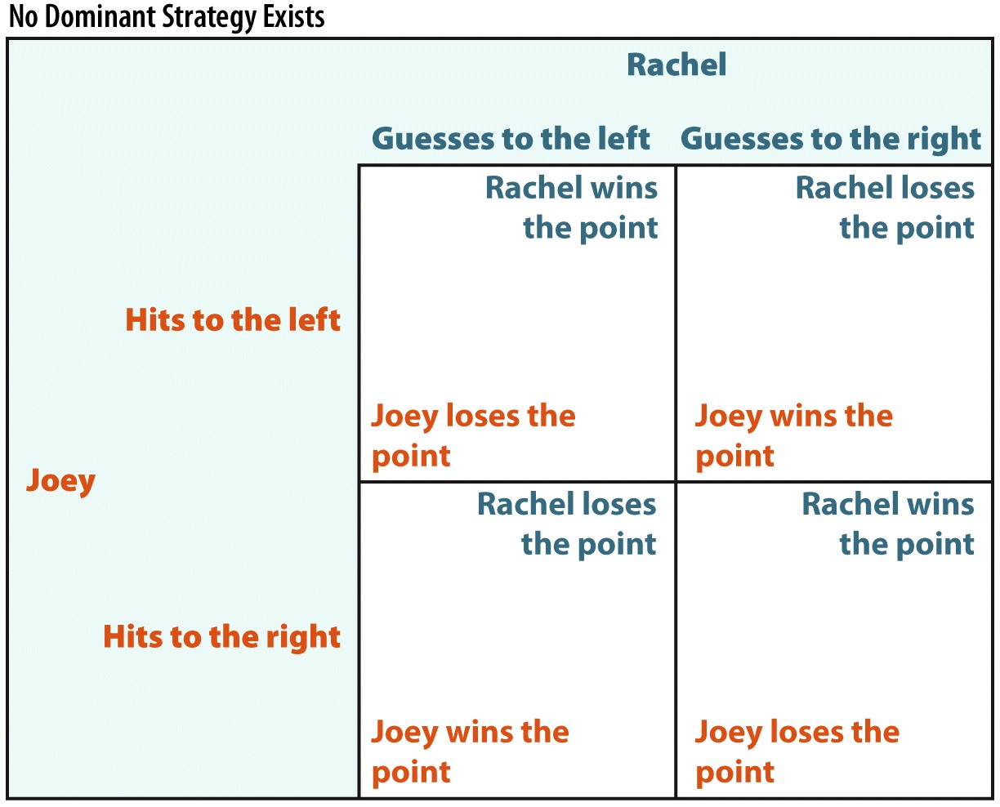 No Dominant Strategy Exists
Rachel
Guesses to the left
Guesses to the right
Rachel wins
the point
Rachel loses
the point
Hits to the left
Joey loses the
point
Joey wins the
point
Joey
Rachel loses
the point
Rachel wins
the point
Hits to the right
Joey wins the
point
Joey loses the
point